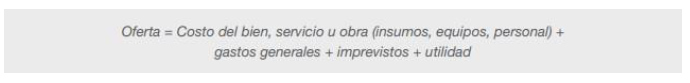 Oferta = Costo del bien, servicio u obra (insumos, equipos, personal) +
gastos generales + imprevistos + utilidad